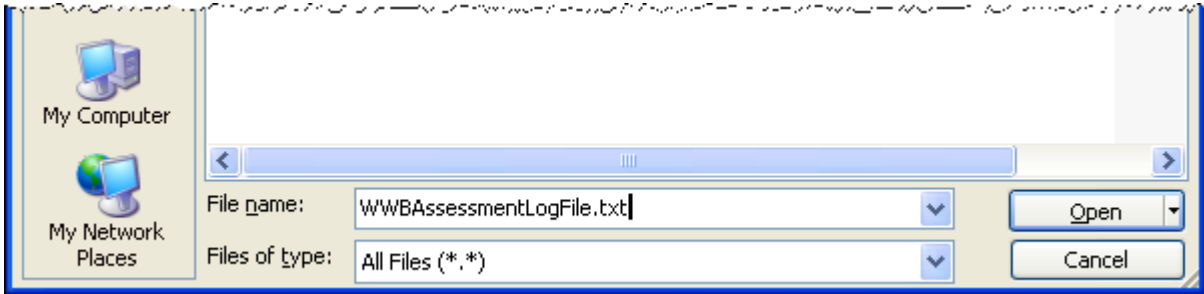 My Computer
My Network
Places
File name:
WWBAssessmentLogFile.txt
Open
Files of type:
All Files (*.*)
Cancel